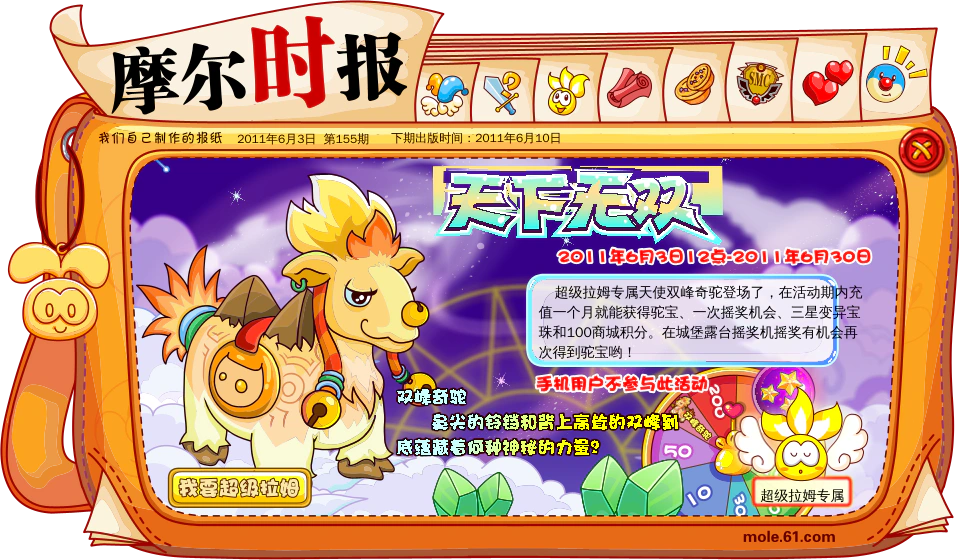 摩尔时报
SMC
我们自己制作的报纸 2011年6月3日 第155期 下期出版时间：2011年6月10日
天下无双
2011年6月3日12点-2011年6月30日
超级拉姆专属天使双峰奇驼登场了，在活动期内充
值一个月就能获得驼宝、一次摇奖机会、三星变异宝
珠和100商城积分。在城堡露台摇奖机摇奖有机会再
次得到驼宝哟！
手机用户不参与此活动
双峰奇驼
鼻尖的铃铛和背上高耸的双峰到
底蕴藏着何种神秘的力量？
200
双峰奇驼
50
10
我要超级拉姆
超级拉姆专属
mole.61.com